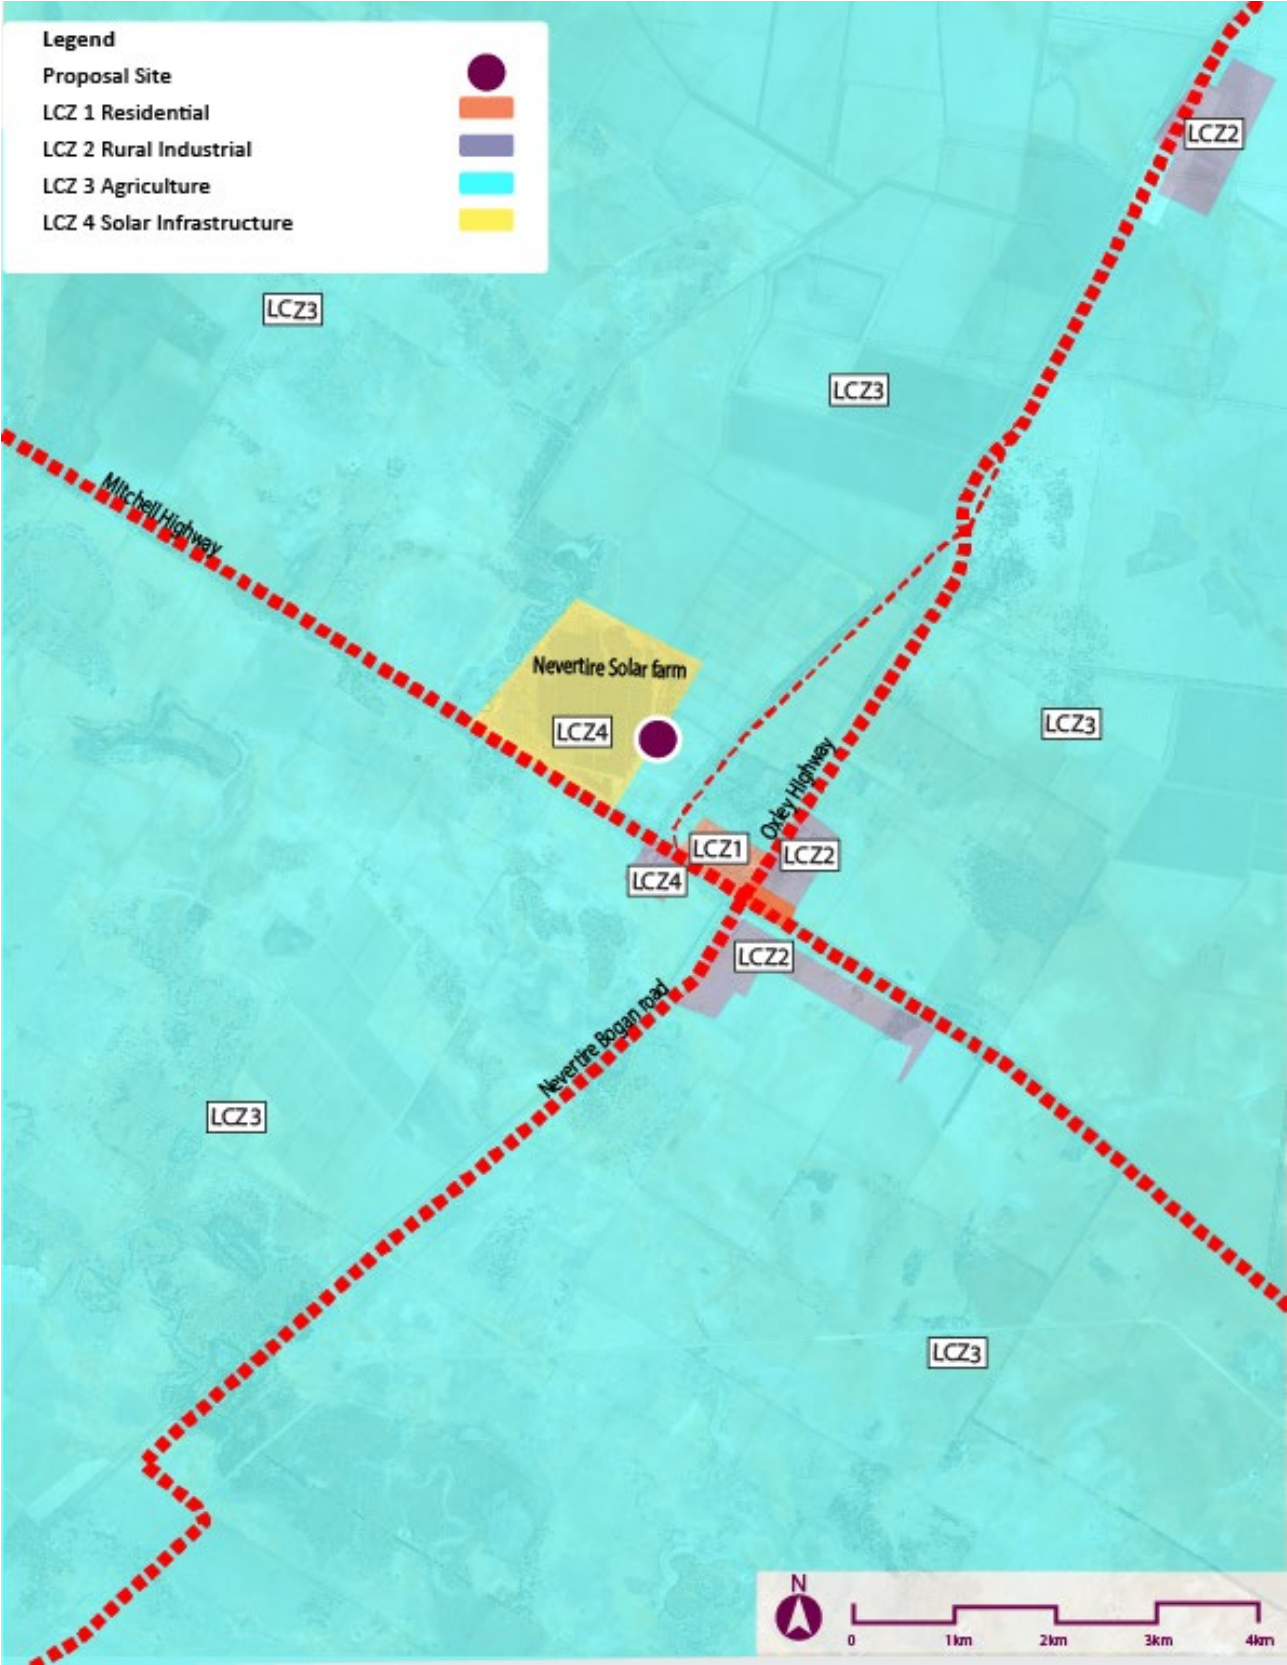 Legend
Proposal Site
LCZ 1 Residential
LCZ 2 Rural Industrial
LCZ 3 Agriculture
LCZ 4 Solar Infrastructure
LCZ2
LCZ3
LCZ3
MItchell Highway
Nevertire Solar farm
LCZ4
LCZ3
Oxley Highway
LCZ1
LCZ2
LCZ4
LCZ2
Nevertire Bogan road
LCZ3
LCZ3
N
0 1km 2km 3km 4km